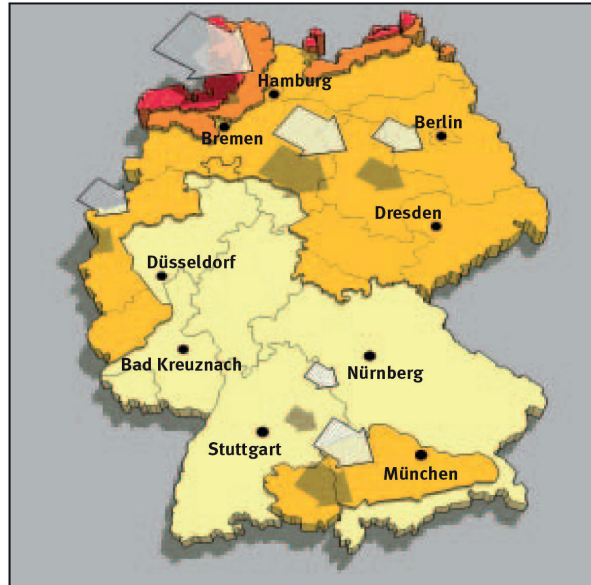 Hamburg
Bremen
Berlin
Dresden
Düsseldorf
Bad Kreuznach
Nürnberg
Stuttgart
München